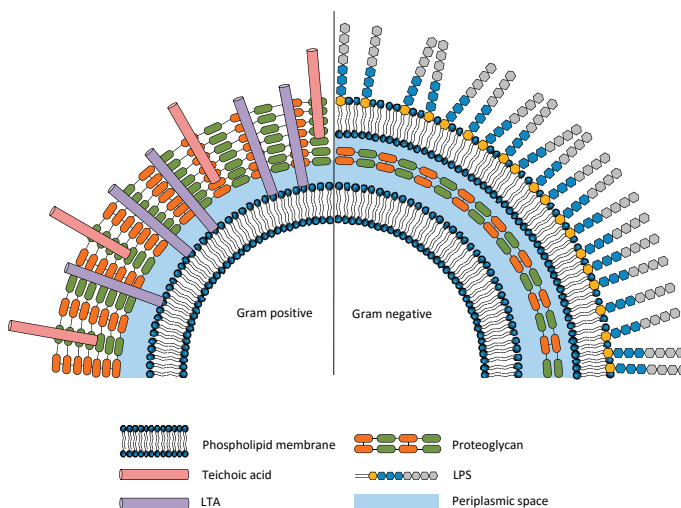 Gram positive
Gram negative
Phospholipid membrane
Proteoglycan
Teichoic acid
LPS
LTA
Periplasmic space